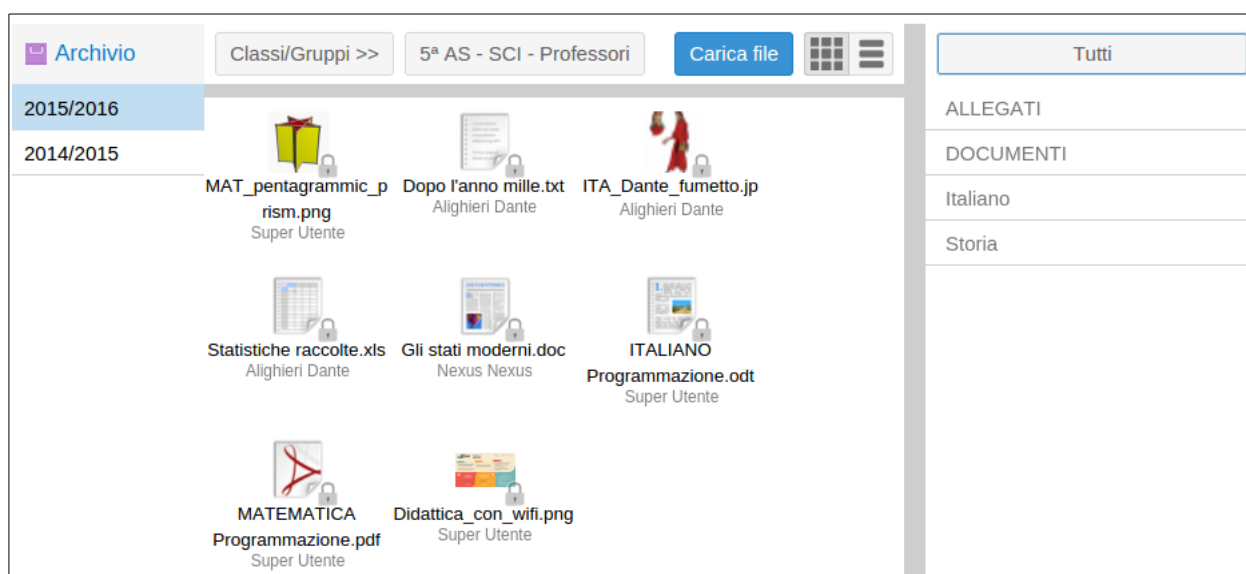 Archivio
Classi/Gruppi >>
5ª AS - SCI - Professori
Carica file
Tutti
2015/2016
2014/2015
MAT_pentagrammic_p
rism.png
Super Utente
Dopo l'anno mille.txt
Alighieri Dante
ITA_Dante_fumetto.jp
Alighieri Dante
Statistiche raccolte.xls
Alighieri Dante
Gli stati moderni.doc
Nexus Nexus
ITALIANO
Programmazione.odt
Super Utente
MATEMATICA
Programmazione.pdf
Super Utente
Didattica_con_wifi.png
Super Utente
ALLEGATI
DOCUMENTI
Italiano
Storia